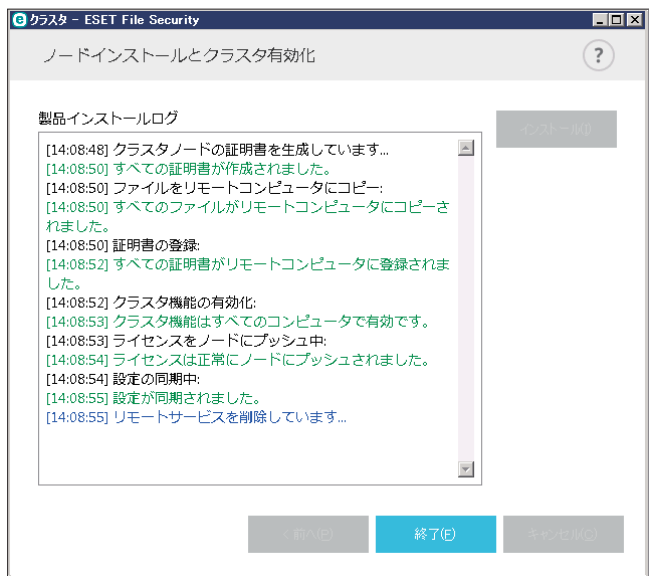 クラスタ - ESET File Security
ノードインストールとクラスタ有効化
?
製品インストールログ
インストール(I)
[14:08:48] クラスタノードの証明書を生成しています...
[14:08:50] すべての証明書が作成されました。
[14:08:50] ファイルをリモートコンピュータにコピー:
[14:08:50] すべてのファイルがリモートコンピュータにコピーさ
れました。
[14:08:50] 証明書の登録:
[14:08:52] すべての証明書がリモートコンピュータに登録されま
した。
[14:08:52] クラスタ機能の有効化:
[14:08:53] クラスタ機能はすべてのコンピュータで有効です。
[14:08:53] ライセンスをノードにプッシュ中:
[14:08:54] ライセンスは正常にノードにプッシュされました。
[14:08:54] 設定の同期中:
[14:08:55] 設定が同期されました。
[14:08:55] リモートサービスを削除しています...
< 前へ(P)
終了(F)
キャンセル(C)